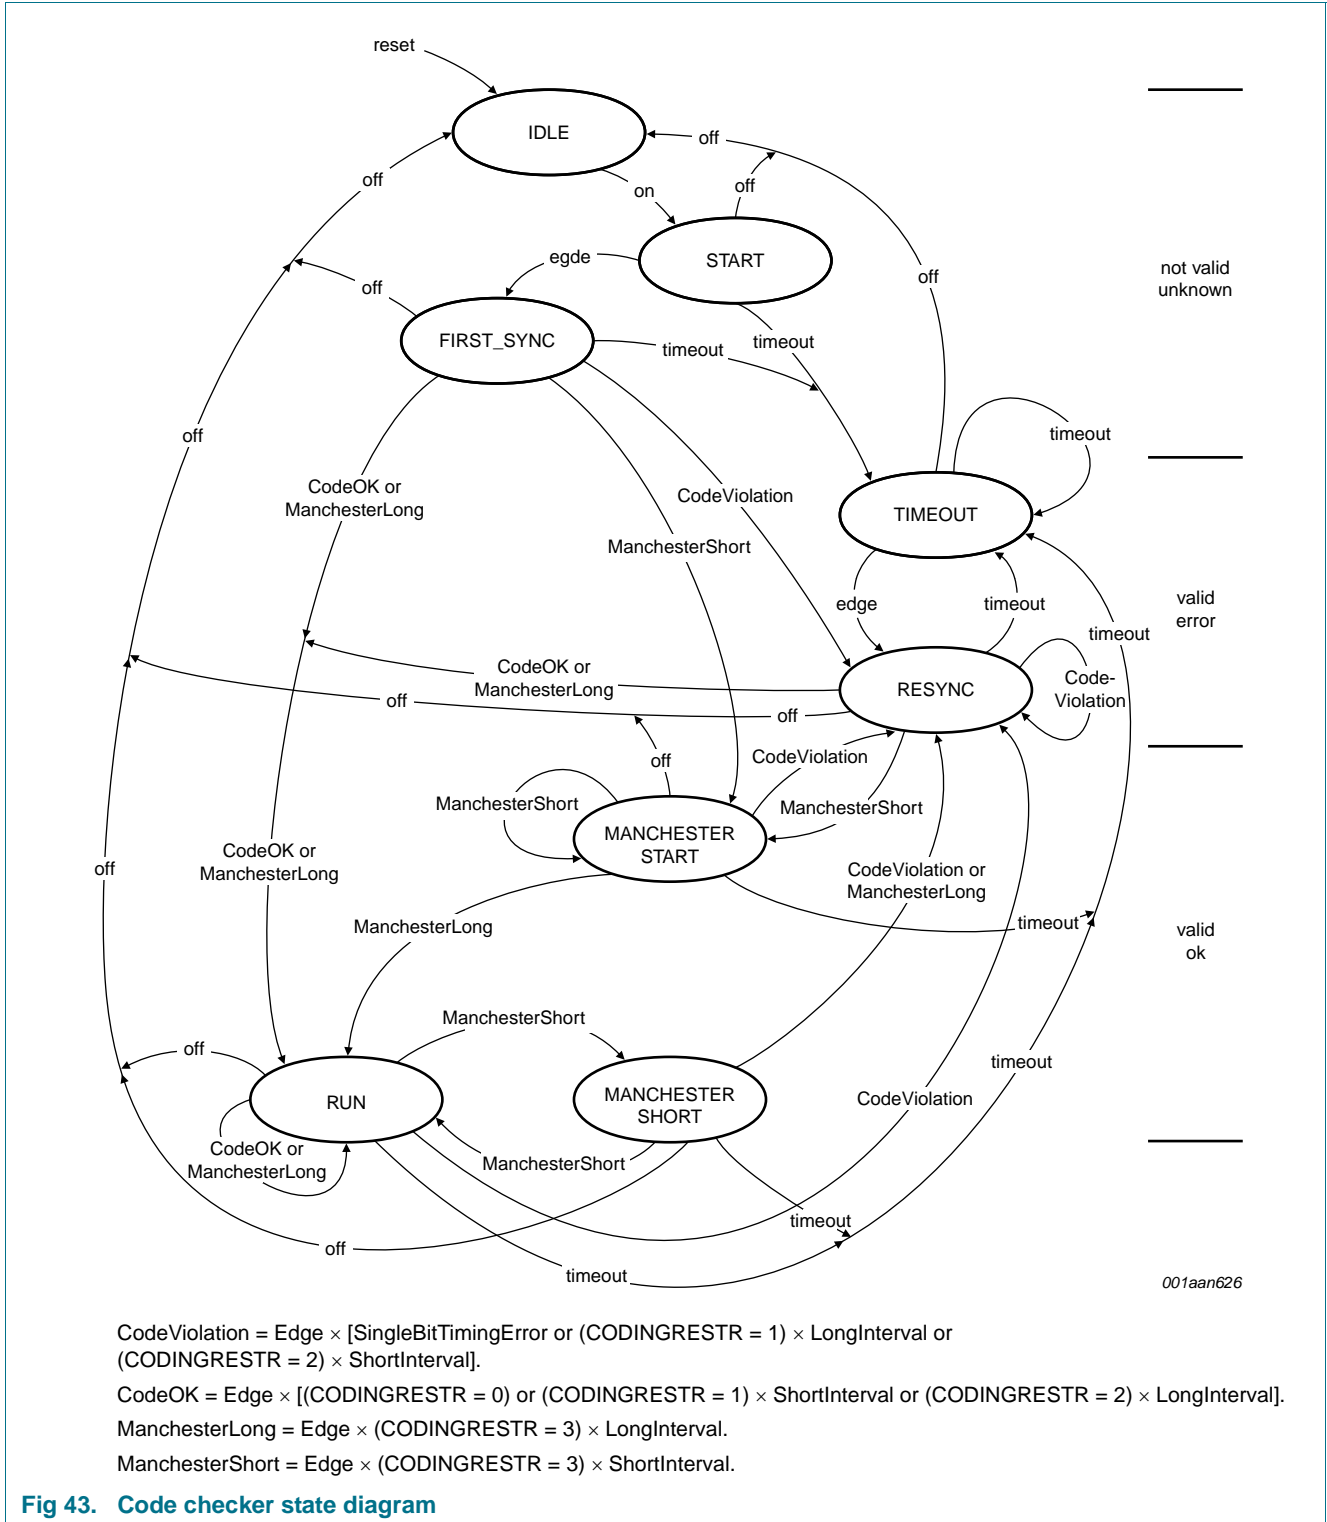 reset
IDLE
off
on
off
off
START
egde
not valid
unknown
off
off
FIRST_SYNC
timeout
timeout
off
timeout
CodeOK or
ManchesterLong
CodeViolation
TIMEOUT
ManchesterShort
edge
timeout
valid
error
timeout
CodeOK or
ManchesterLong
RESYNC
Code-
Violation
off
off
off
CodeViolation
ManchesterShort
ManchesterShort
MANCHESTER
START
CodeOK or
ManchesterLong
off
CodeViolation or
ManchesterLong
ManchesterLong
timeout
valid
ok
ManchesterShort
off
timeout
RUN
MANCHESTER
SHORT
CodeViolation
CodeOK or
ManchesterLong
ManchesterShort
timeout
off
timeout
001aan626
CodeViolation = Edge × [SingleBitTimingError or (CODINGRESTR = 1) × LongInterval or
(CODINGRESTR = 2) × ShortInterval].
CodeOK = Edge × [(CODINGRESTR = 0) or (CODINGRESTR = 1) × ShortInterval or (CODINGRESTR = 2) × LongInterval].
ManchesterLong = Edge × (CODINGRESTR = 3) × LongInterval.
ManchesterShort = Edge × (CODINGRESTR = 3) × ShortInterval.
Fig 43. Code checker state diagram